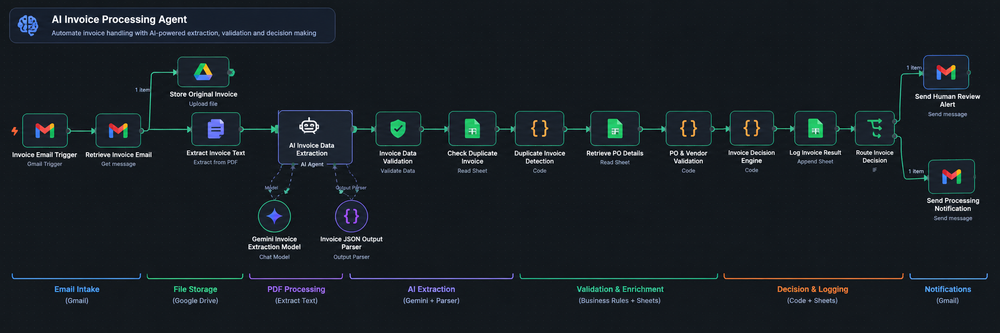 AI Invoice Processing Agent
Automate invoice handling with AI-powered extraction, validation and decision making
1 item
Store Original Invoice
Upload file
Invoice Email Trigger
Gmail Trigger
Retrieve Invoice Email
Get message
Extract Invoice Text
Extract from PDF
AI Invoice Data
Extraction
AI Agent
Model
Output Parser
Gemini Invoice
Extraction Model
Chat Model
Invoice JSON Output
Parser
Output Parser
Invoice Data
Validation
Validate Data
Check Duplicate
Invoice
Read Sheet
Duplicate Invoice
Detection
Code
Retrieve PO Details
Read Sheet
PO & Vendor
Validation
Code
Invoice Decision
Engine
Code
Log Invoice Result
Append Sheet
Route Invoice
Decision
IF
1 item
Send Human Review
Alert
Send message
1 item
Send Processing
Notification
Send message
Email Intake
(Gmail)
File Storage
(Google Drive)
PDF Processing
(Extract Text)
AI Extraction
(Gemini + Parser)
Validation & Enrichment
(Business Rules + Sheets)
Decision & Logging
(Code + Sheets)
Notifications
(Gmail)